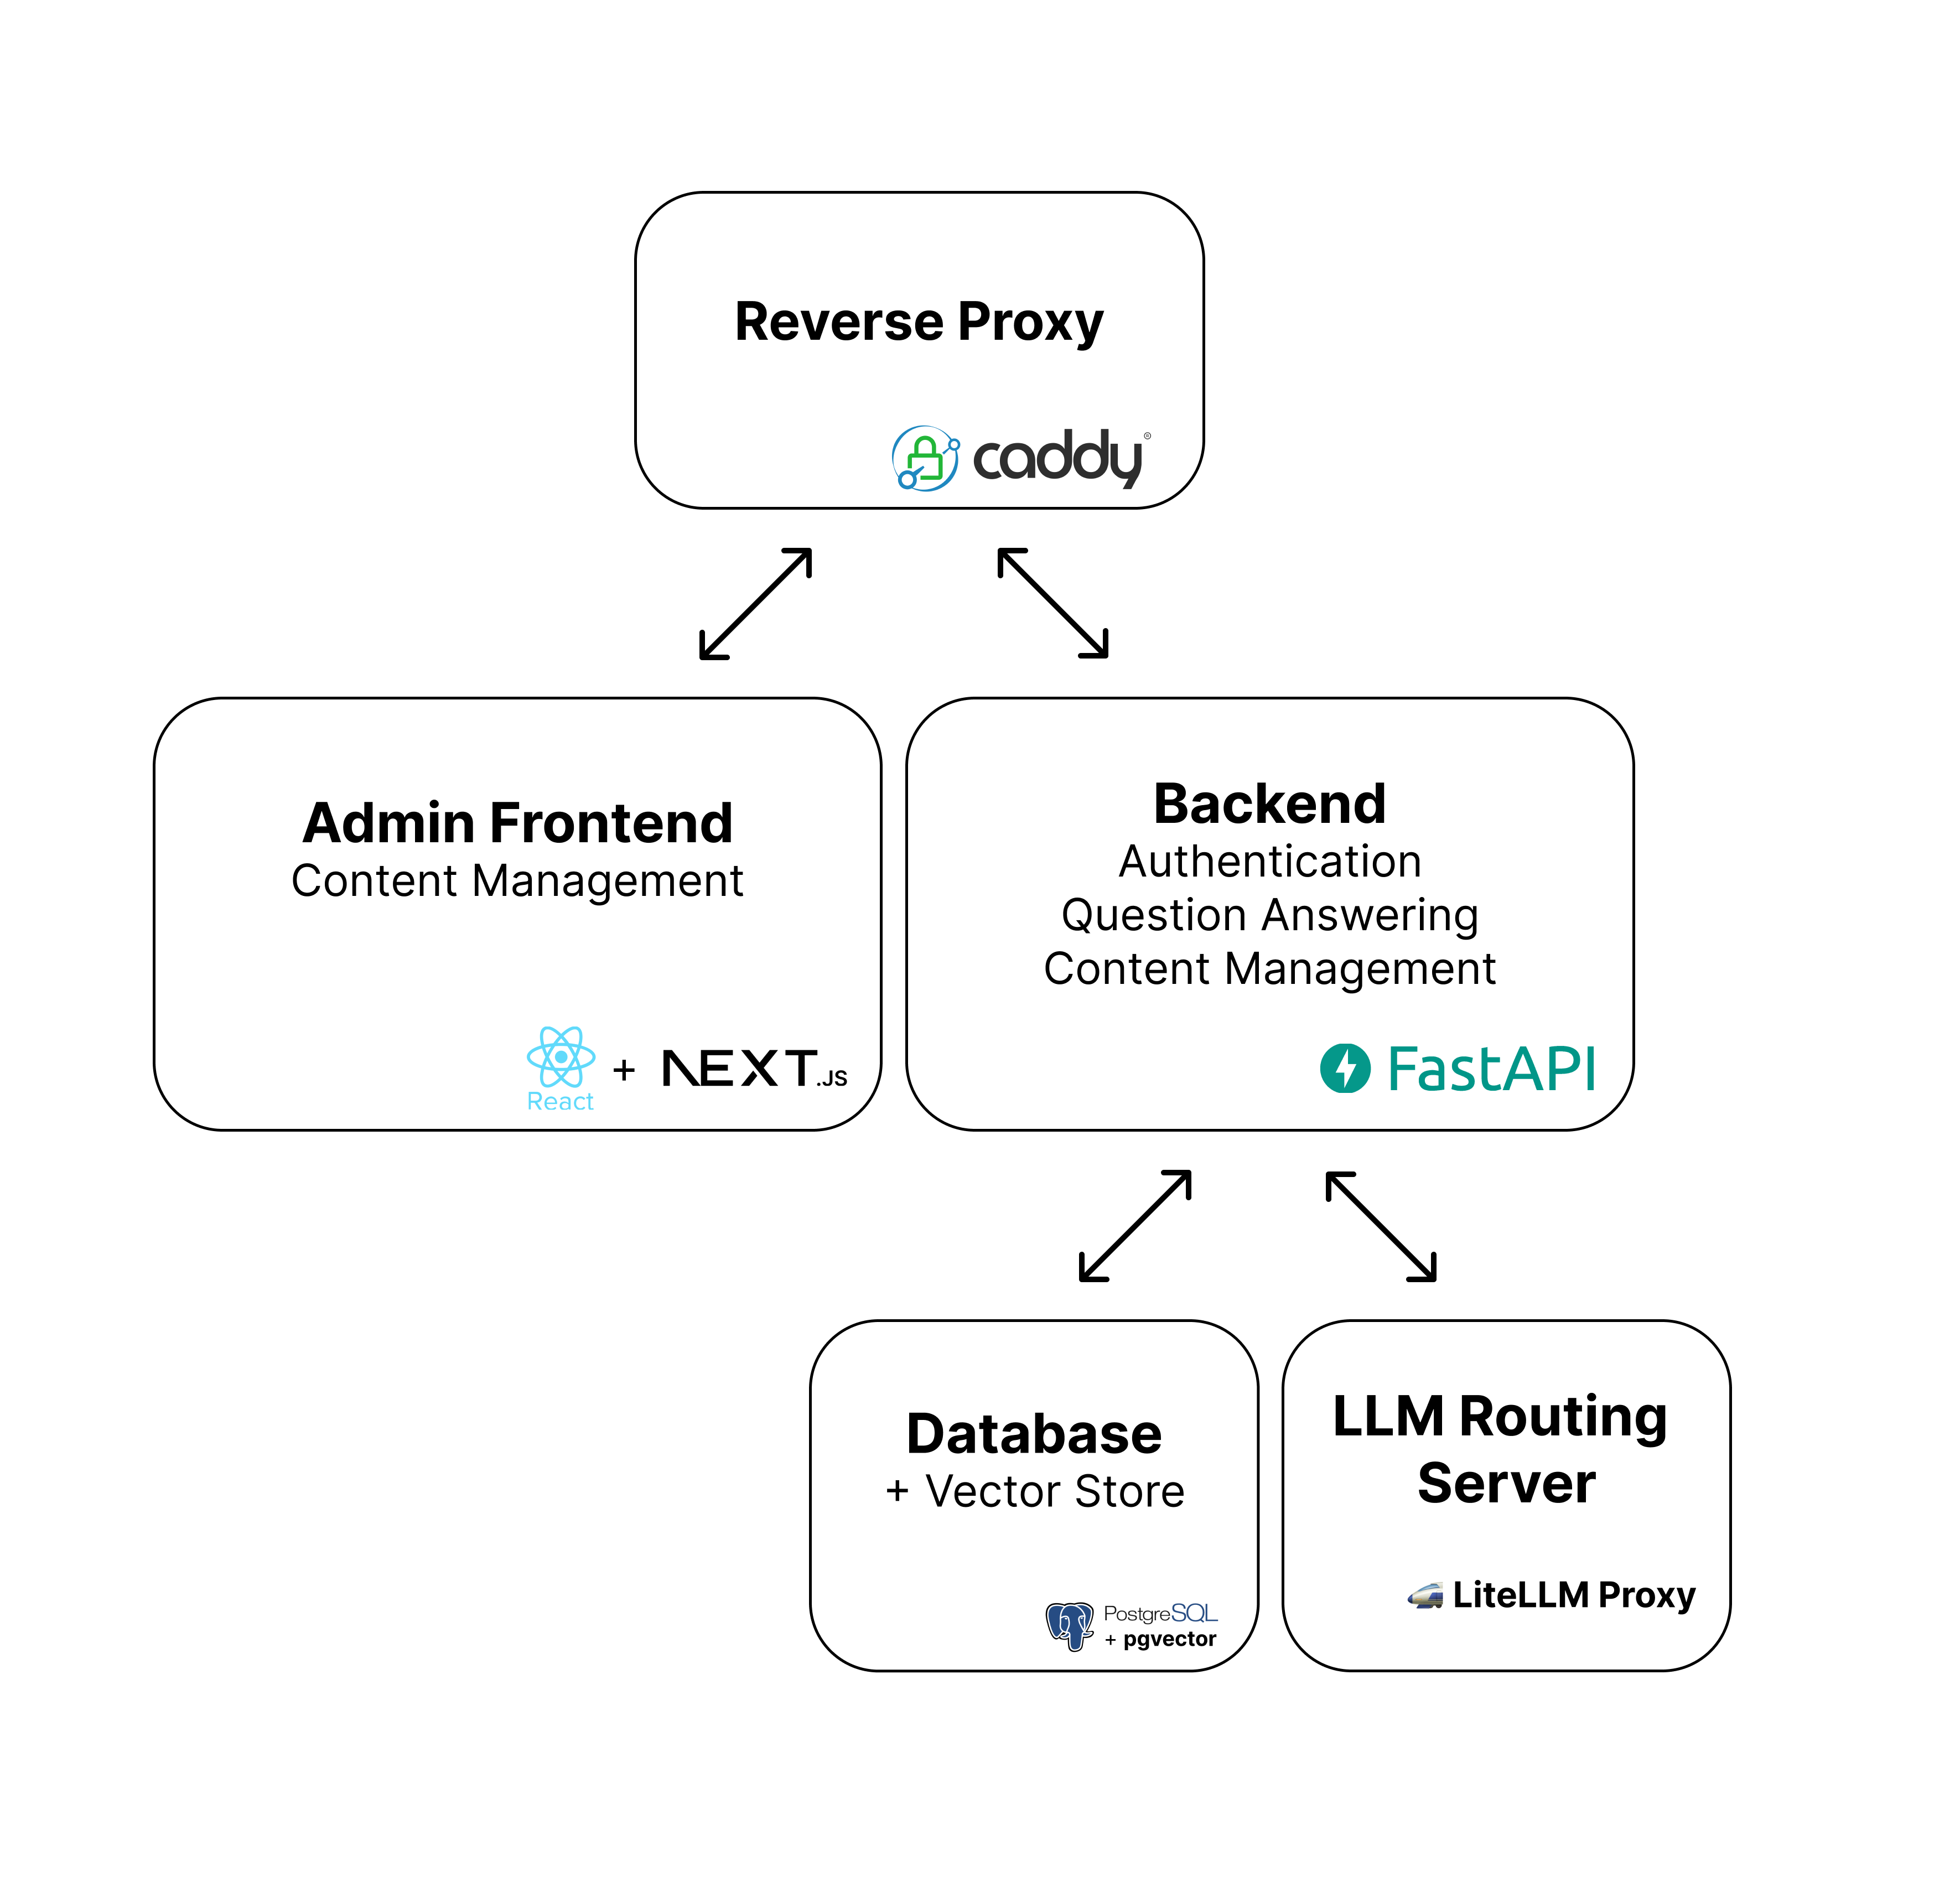 Reverse Proxy
caddy®
Admin Frontend
Content Management
React + NEXT.JS
Backend
Authentication
Question Answering
Content Management
FastAPI
Database
+ Vector Store
PostgreSQL
+ pgvector
LLM Routing
Server
LiteLLM Proxy